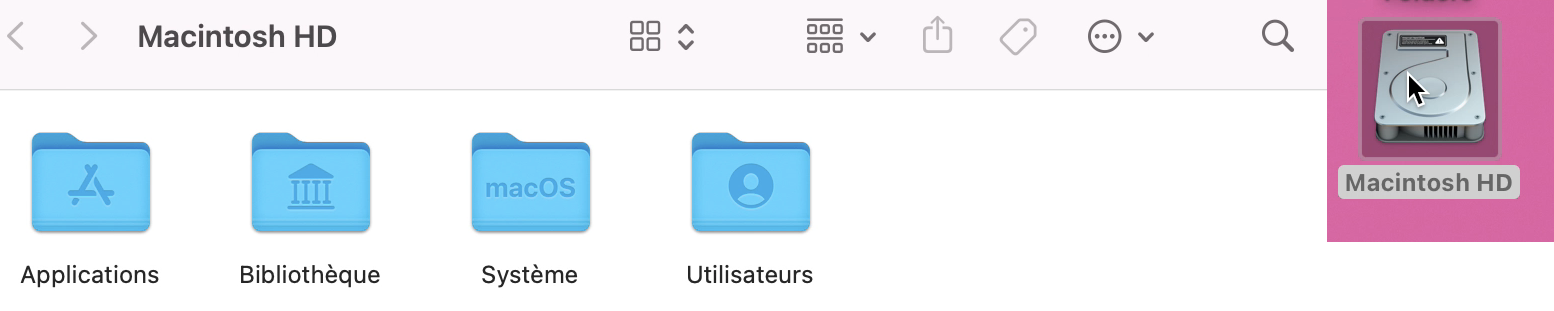 Macintosh HD
macOS
Applications
Bibliothèque
Système
Utilisateurs
Macintosh HD